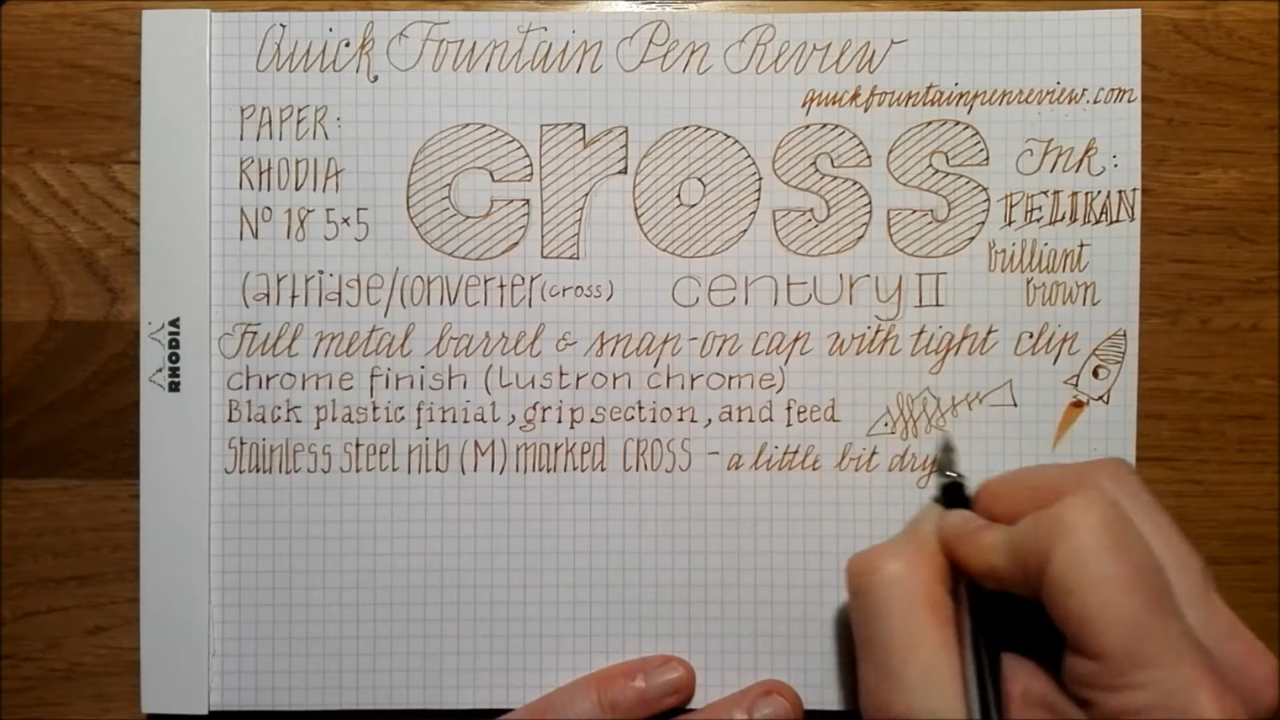 Quick Fountain Pen Review
quickfountainpenreview.com
PAPER:
RHODIA
Nº 18 5×5
cross
Ink:
PELIKAN
brilliant
brown
Cartridge/Converter (cross)
century II
Full metal barrel & snap-on cap with tight clip
chrome finish (Lustron chrome)
Black plastic finial, grip section, and feed
Stainless steel nib (M) marked CROSS - a little bit dry
RHODIA